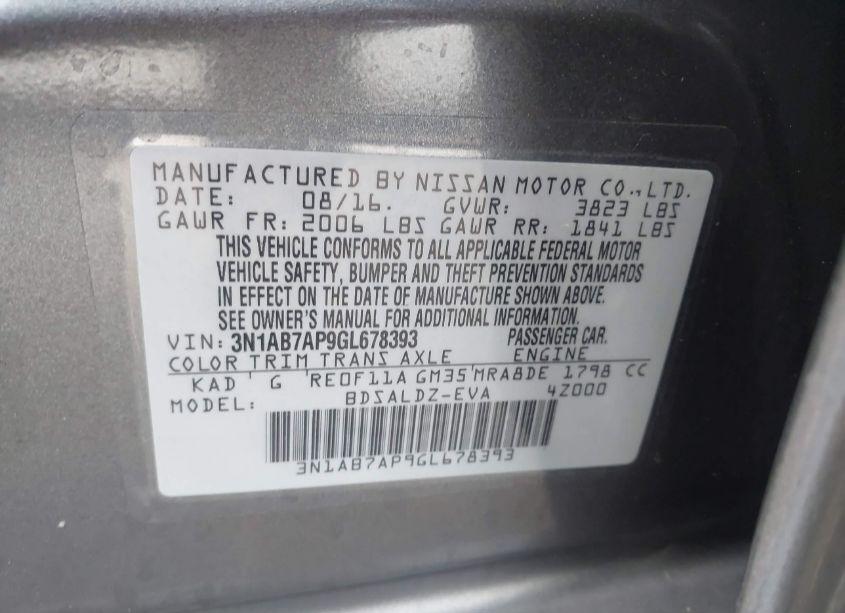 MANUFACTURED BY NISSAN MOTOR CO., LTD.
DATE: 08/16. GVWR: 3823 LBS
GAWR FR: 2006 LBS GAWR RR: 1841 LBS
THIS VEHICLE CONFORMS TO ALL APPLICABLE FEDERAL MOTOR
VEHICLE SAFETY, BUMPER AND THEFT PREVENTION STANDARDS
IN EFFECT ON THE DATE OF MANUFACTURE SHOWN ABOVE.
SEE OWNER'S MANUAL FOR ADDITIONAL INFORMATION.
VIN: 3N1AB7AP9GL678393 PASSENGER CAR.
COLOR TRIM TRANS AXLE ENGINE
KAD G RE0F11A GM35 MRA8DE 1798 CC
MODEL: BDSALDZ-EVA 4Z000
3N1AB7AP9GL678393